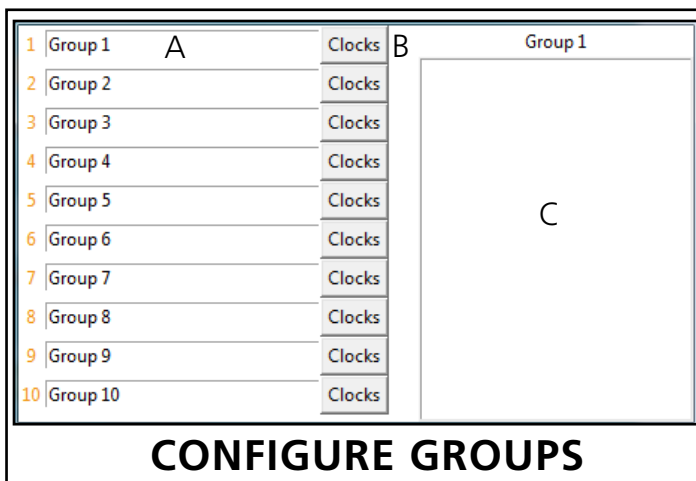 1 Group 1 A Clocks B Group 1
2 Group 2 Clocks
3 Group 3 Clocks
4 Group 4 Clocks
5 Group 5 Clocks C
6 Group 6 Clocks
7 Group 7 Clocks
8 Group 8 Clocks
9 Group 9 Clocks
10 Group 10 Clocks
CONFIGURE GROUPS